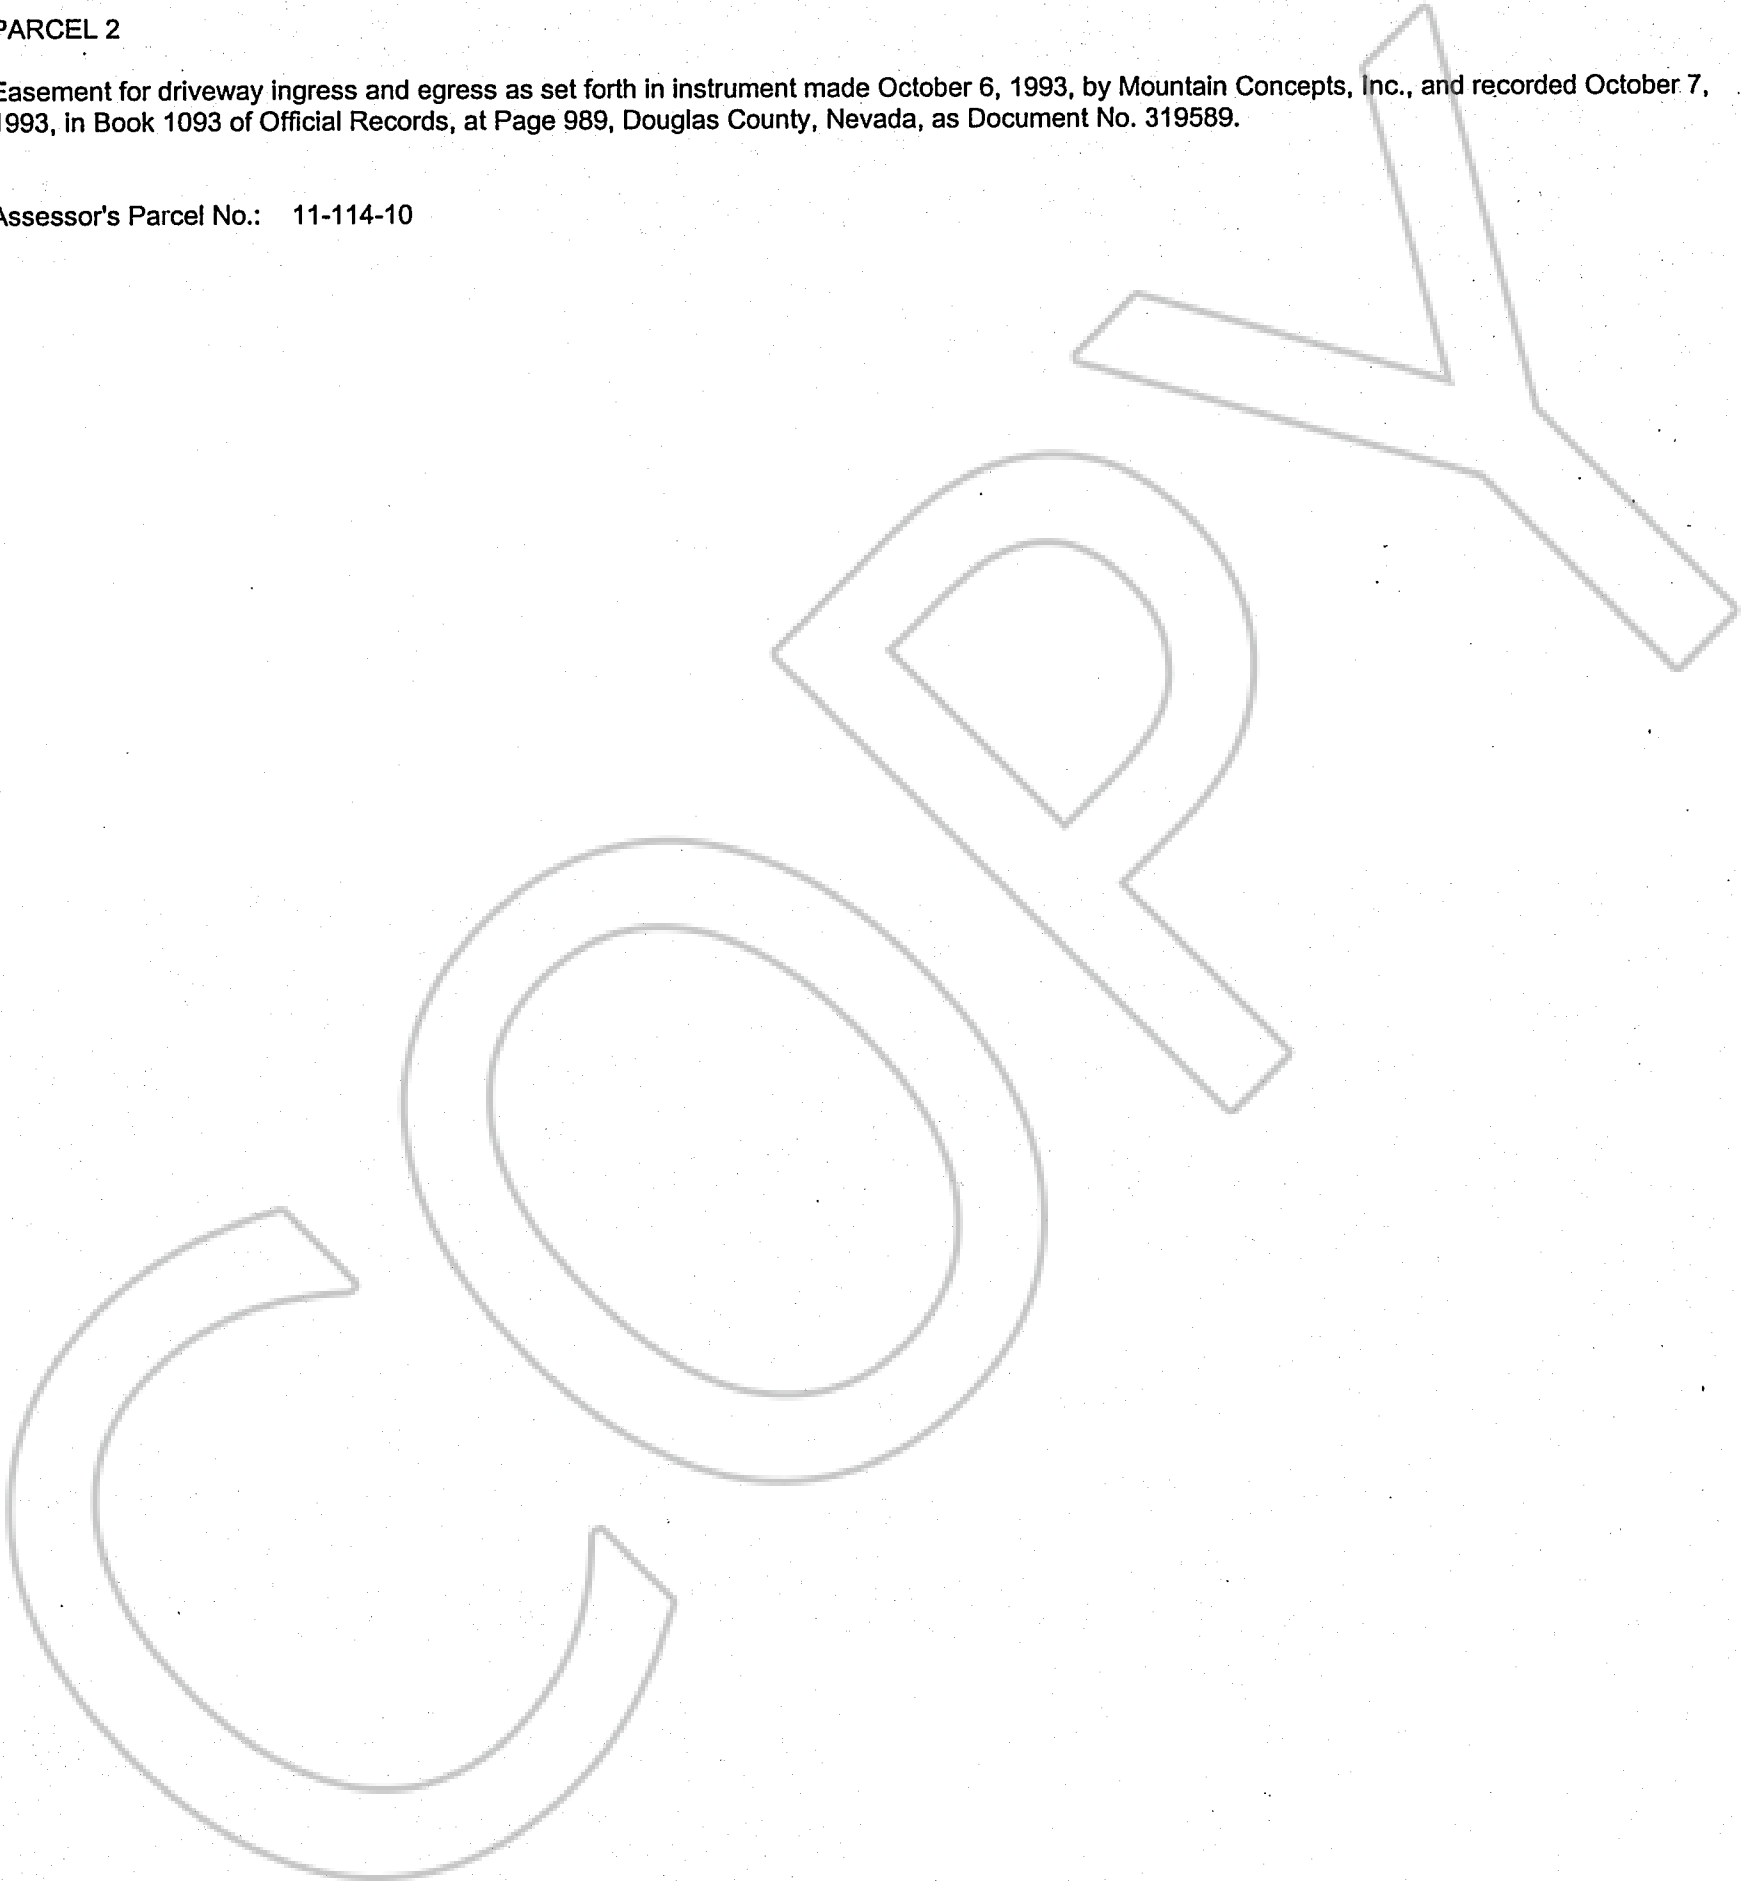 PARCEL 2
Easement for driveway ingress and egress as set forth in instrument made October 6, 1993, by Mountain Concepts, Inc., and recorded October 7,
1993, in Book 1093 of Official Records, at Page 989, Douglas County, Nevada, as Document No. 319589.
Assessor's Parcel No.: 11-114-10
COPY